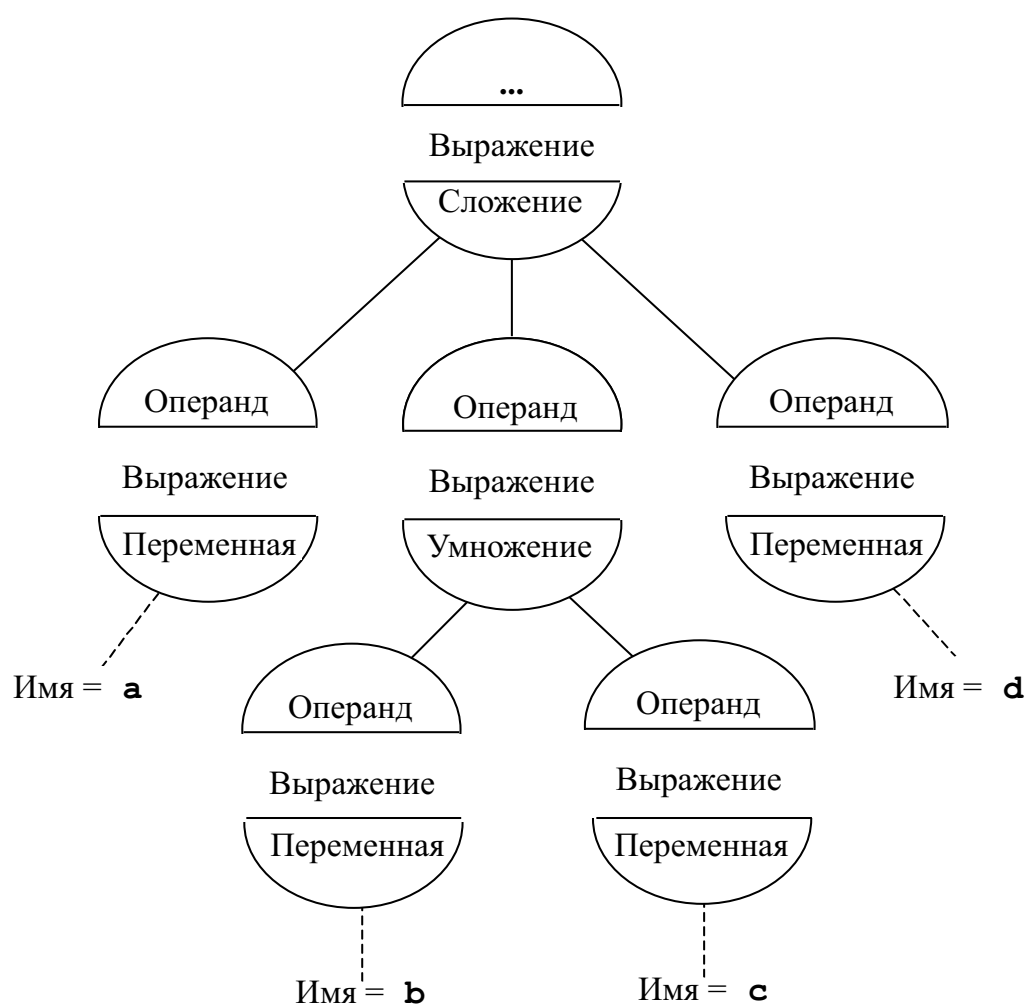 ...
Выражение
Сложение
Операнд
Операнд
Операнд
Выражение
Выражение
Выражение
Переменная
Умножение
Переменная
Имя = a
Имя = d
Операнд
Операнд
Выражение
Выражение
Переменная
Переменная
Имя = b
Имя = c